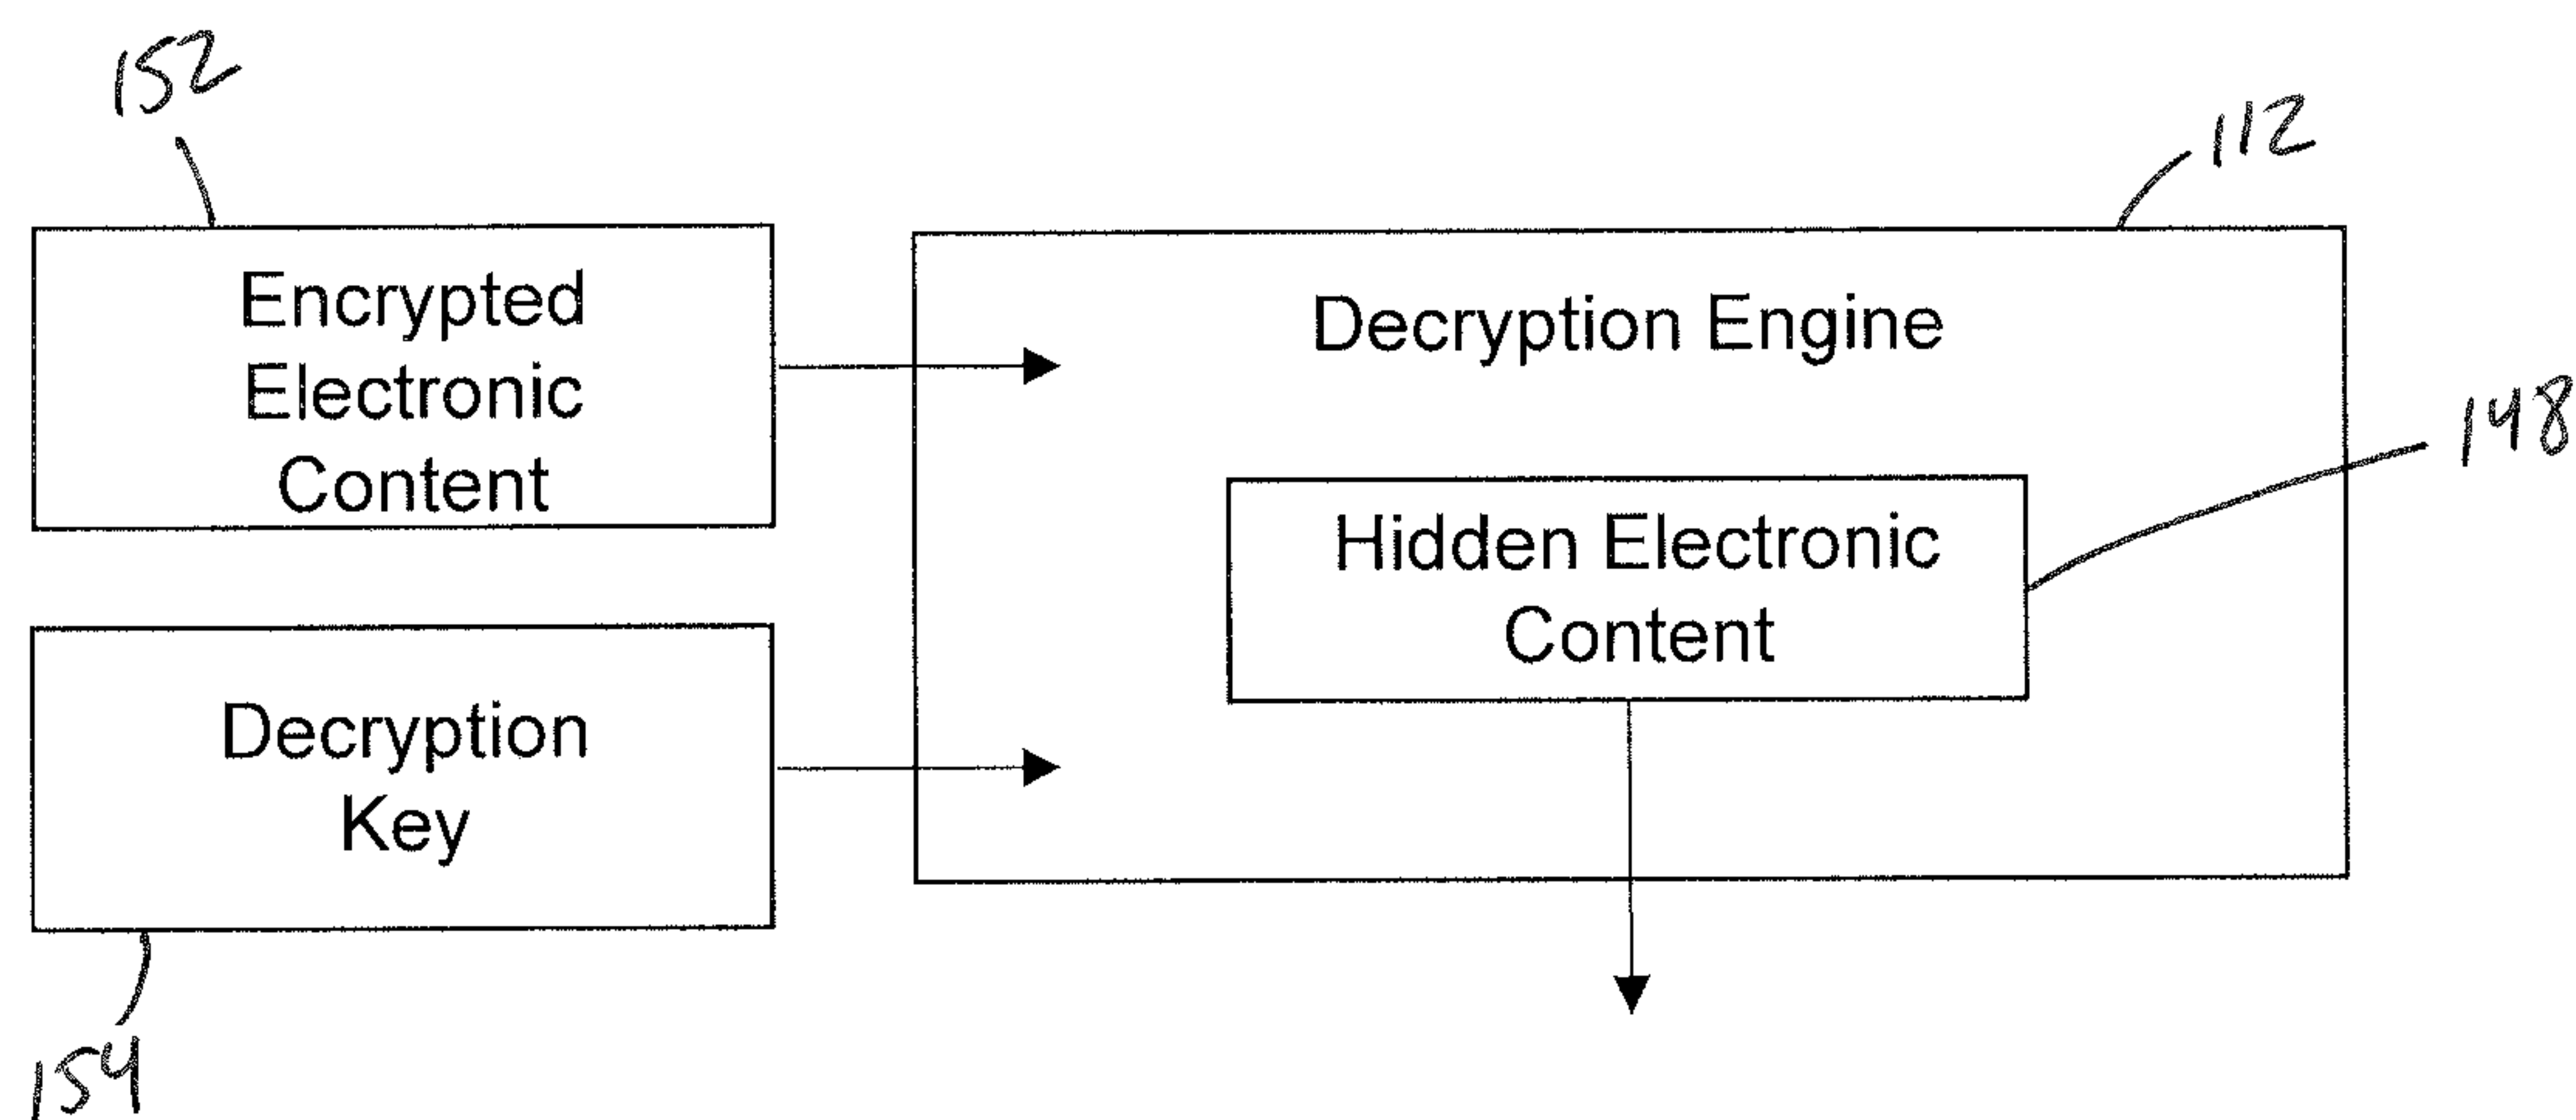 152
112
Encrypted
Electronic
Content
Decryption Engine
148
Hidden Electronic
Content
Decryption
Key
154